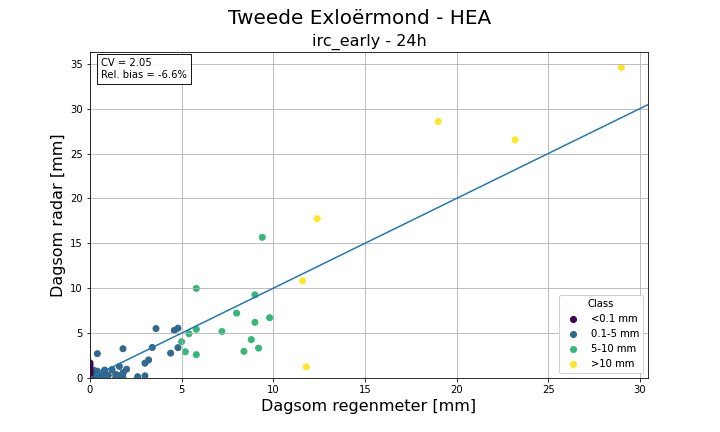 Tweede Exloërmond - HEA
irc_early - 24h
CV = 2.05
Rel. bias = -6.6%
35
30
25
20
15
10
5
0
Dagsom radar [mm]
0 5 10 15 20 25 30
Dagsom regenmeter [mm]
Class
<0.1 mm
0.1-5 mm
5-10 mm
>10 mm